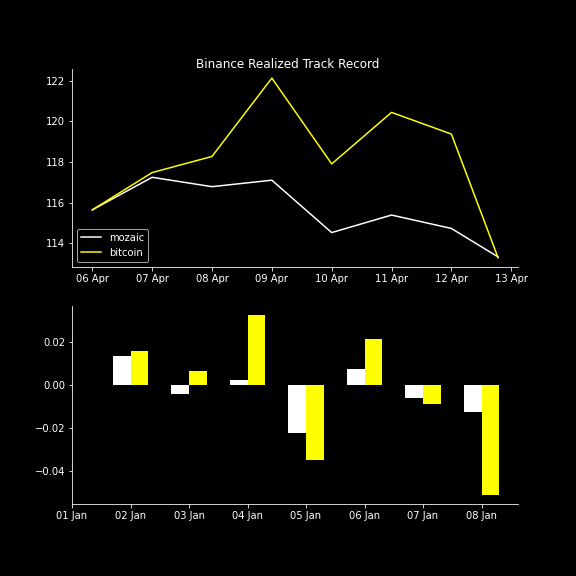 Binance Realized Track Record
122
120
118
116
114
mozaic
bitcoin
06 Apr 07 Apr 08 Apr 09 Apr 10 Apr 11 Apr 12 Apr 13 Apr
0.02
0.00
−0.02
−0.04
01 Jan 02 Jan 03 Jan 04 Jan 05 Jan 06 Jan 07 Jan 08 Jan